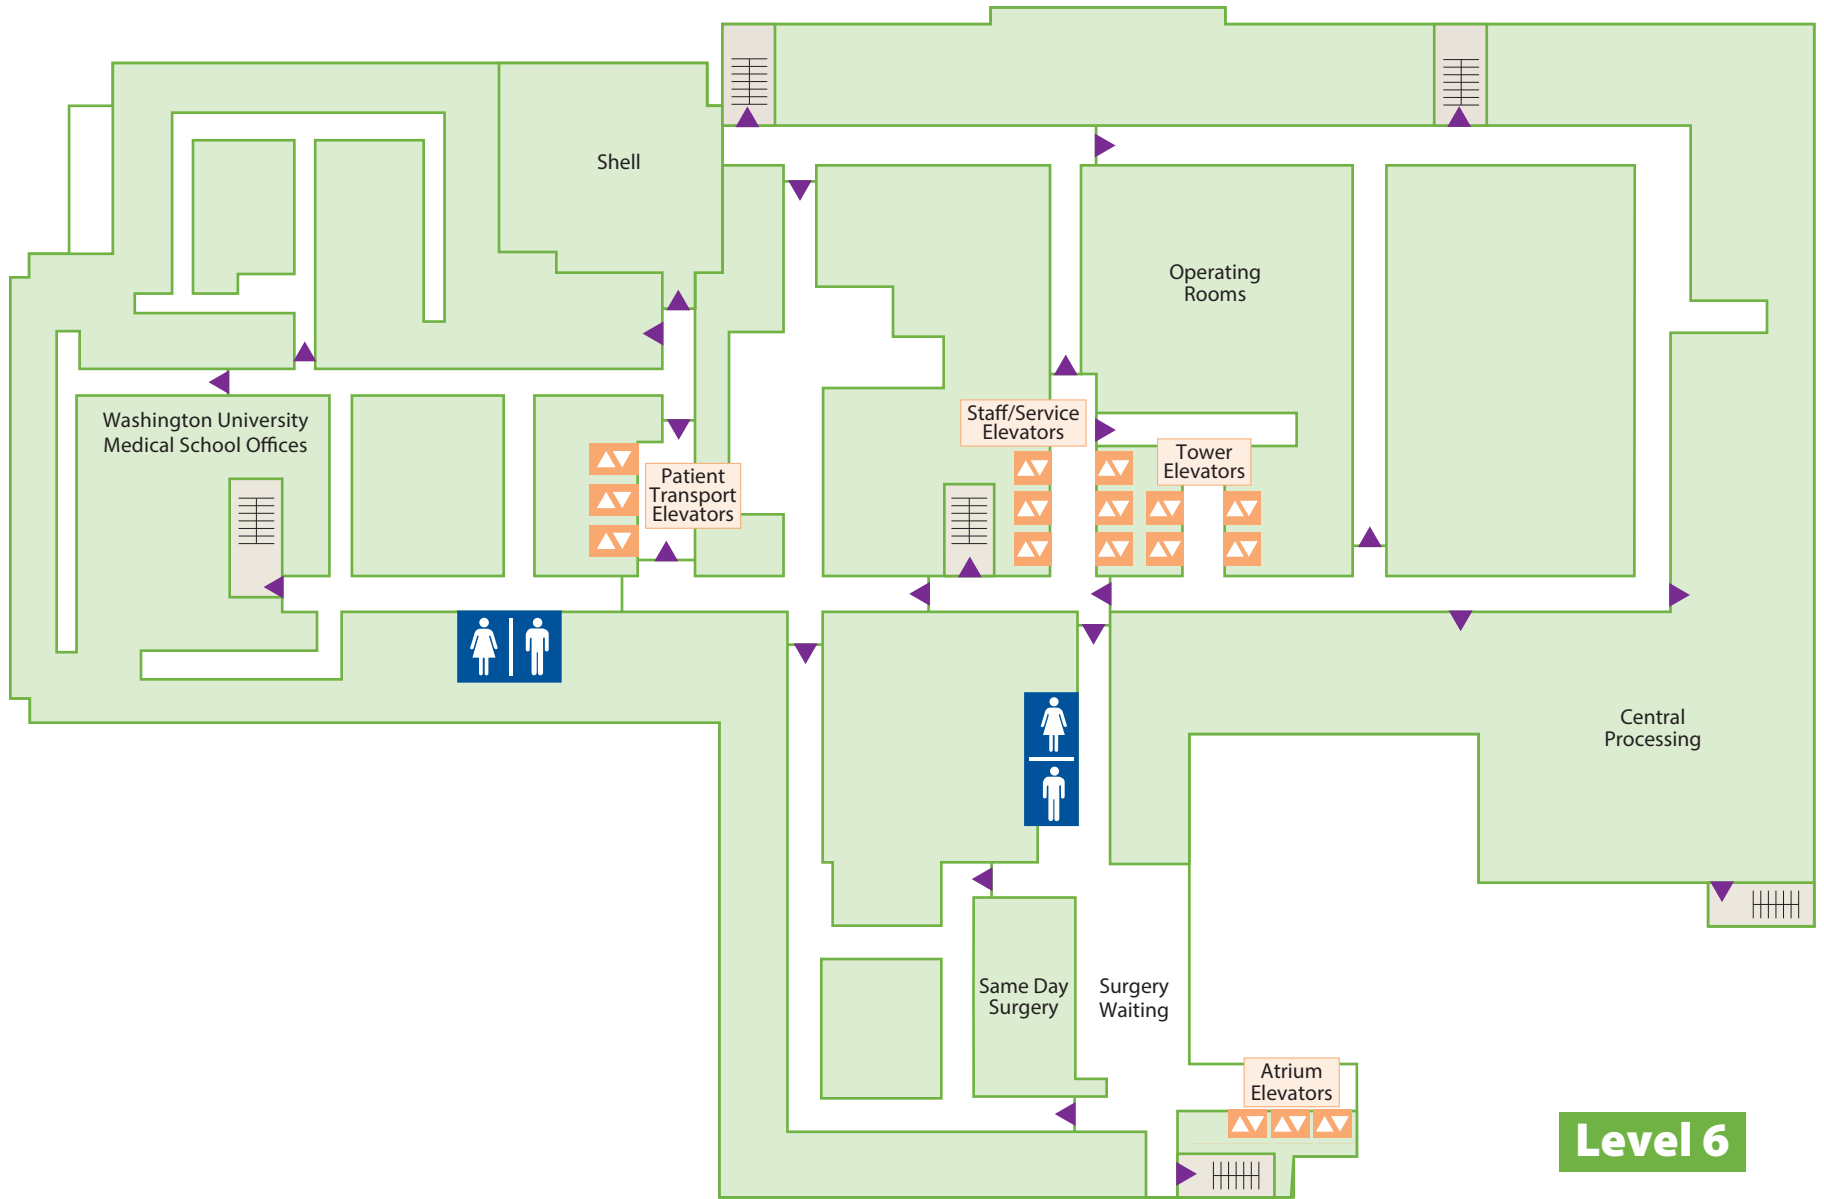 Shell
Operating
Rooms
Washington University
Medical School Offices
Staff/Service
Elevators
Tower
Elevators
Patient
Transport
Elevators
Central
Processing
Same Day
Surgery
Surgery
Waiting
Atrium
Elevators
Level 6